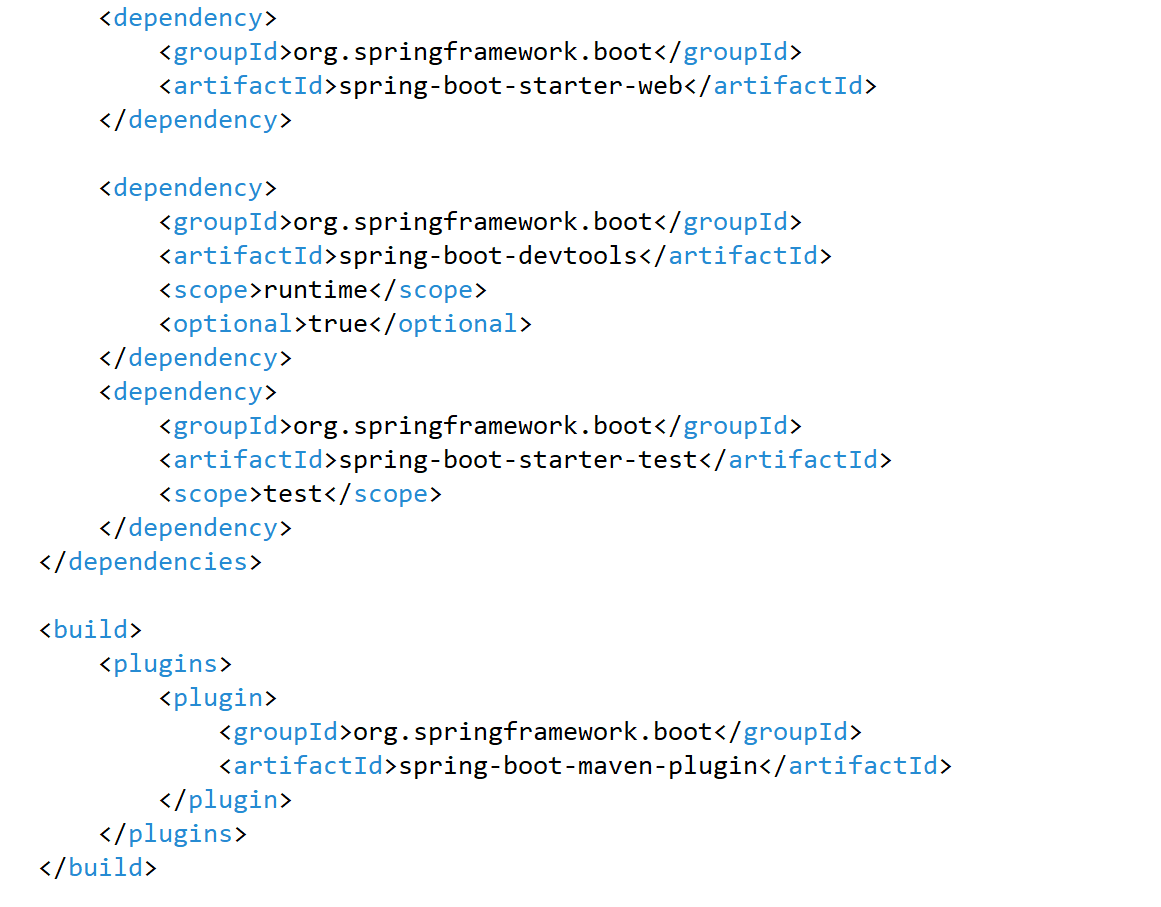 <dependency>
<groupId>org.springframework.boot</groupId>
<artifactId>spring-boot-starter-web</artifactId>
</dependency>
<dependency>
<groupId>org.springframework.boot</groupId>
<artifactId>spring-boot-devtools</artifactId>
<scope>runtime</scope>
<optional>true</optional>
</dependency>
<dependency>
<groupId>org.springframework.boot</groupId>
<artifactId>spring-boot-starter-test</artifactId>
<scope>test</scope>
</dependency>
</dependencies>
<build>
<plugins>
<plugin>
<groupId>org.springframework.boot</groupId>
<artifactId>spring-boot-maven-plugin</artifactId>
</plugin>
</plugins>
</build>